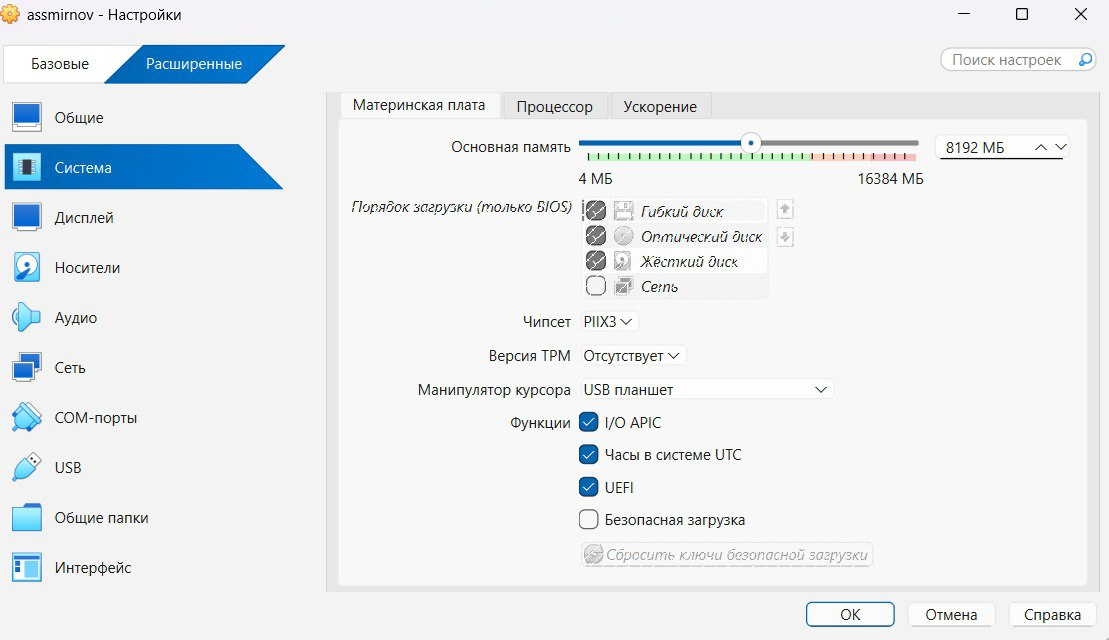 assmirnov - Настройки
Базовые
Расширенные
Поиск настроек
Общие
Система
Дисплей
Носители
Аудио
Сеть
COM-порты
USB
Общие папки
Интерфейс
Материнская плата
Процессор
Ускорение
Основная память
8192 МБ
4 МБ
16384 МБ
Порядок загрузки (только BIOS)
Гибкий диск
Оптический диск
Жёсткий диск
Сеть
Чипсет PIIX3
Версия TPM Отсутствует
Манипулятор курсора USB планшет
Функции I/O APIC
Часы в системе UTC
UEFI
Безопасная загрузка
Сбросить ключи безопасной загрузки
OK
Отмена
Справка